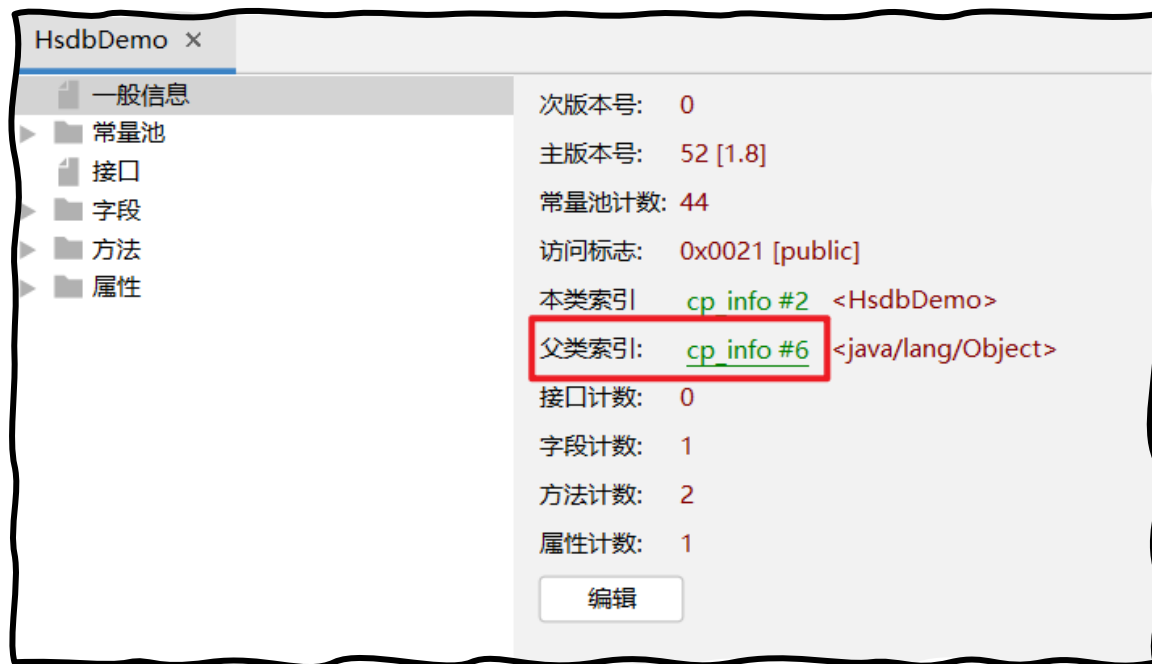 HsdbDemo ×
一般信息
常量池
接口
字段
方法
属性
次版本号: 0
主版本号: 52 [1.8]
常量池计数: 44
访问标志: 0x0021 [public]
本类索引 cp_info #2 <HsdbDemo>
父类索引: cp_info #6 <java/lang/Object>
接口计数: 0
字段计数: 1
方法计数: 2
属性计数: 1
编辑